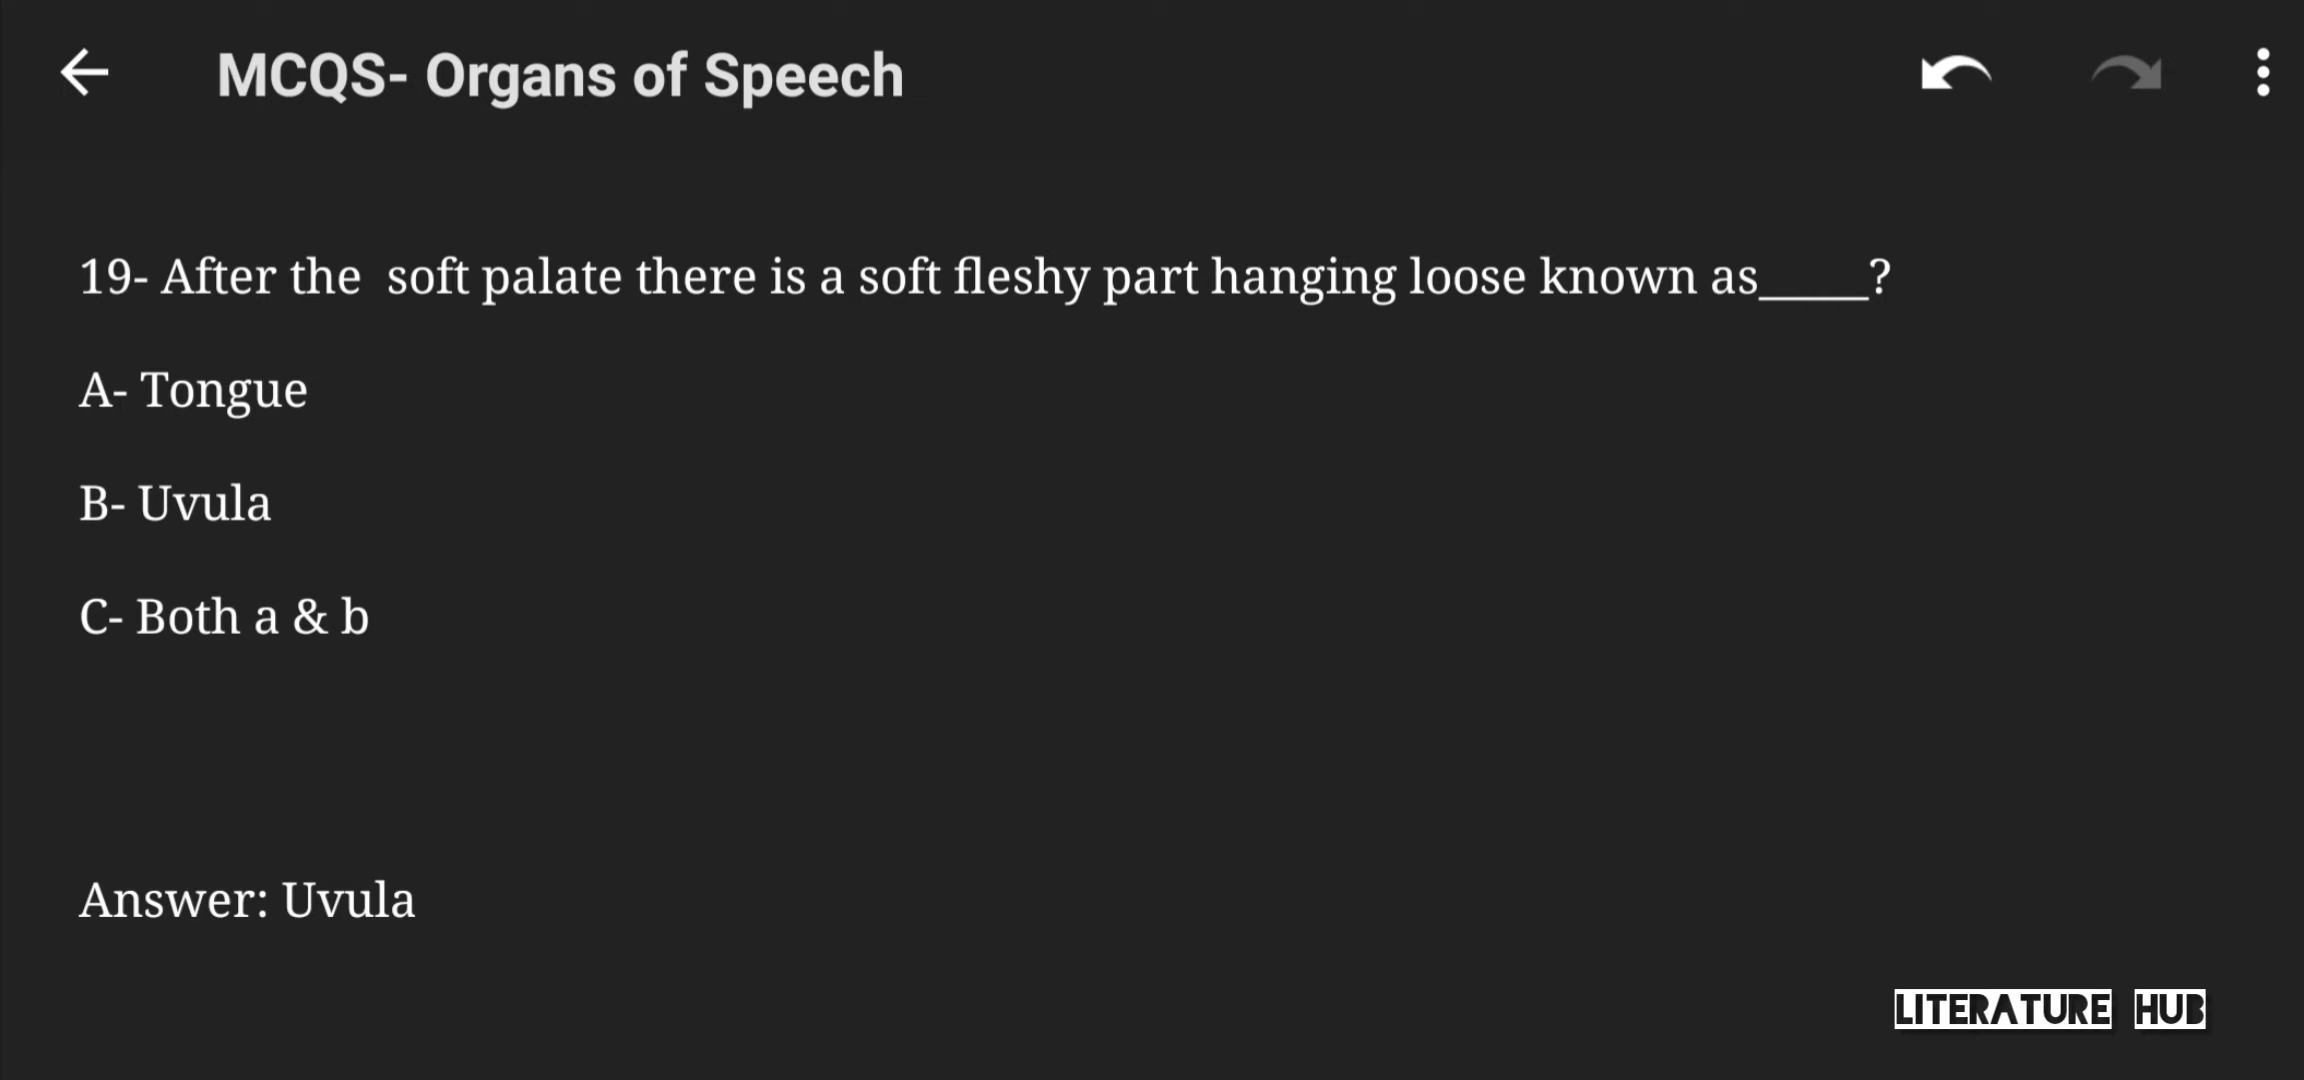 MCQS- Organs of Speech
19- After the  soft palate there is a soft fleshy part hanging loose known as_____?
A- Tongue
B- Uvula
C- Both a & b
Answer: Uvula
LITERATURE HUB